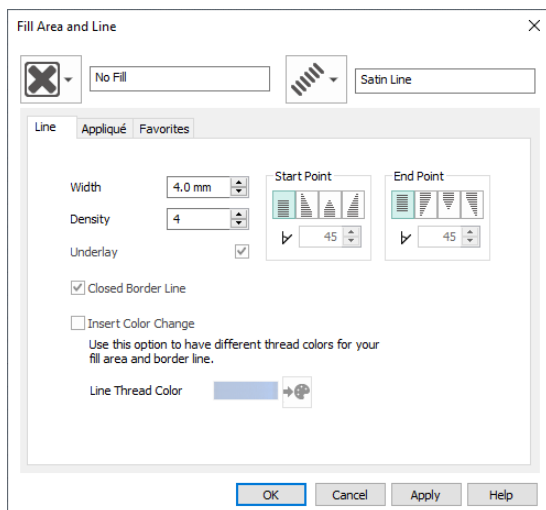 Fill Area and Line
No Fill
Satin Line
Line Appliqué Favorites
Width 4.0 mm
Density 4
Underlay
Start Point
45
End Point
45
Closed Border Line
Insert Color Change
Use this option to have different thread colors for your
fill area and border line.
Line Thread Color
OK Cancel Apply Help